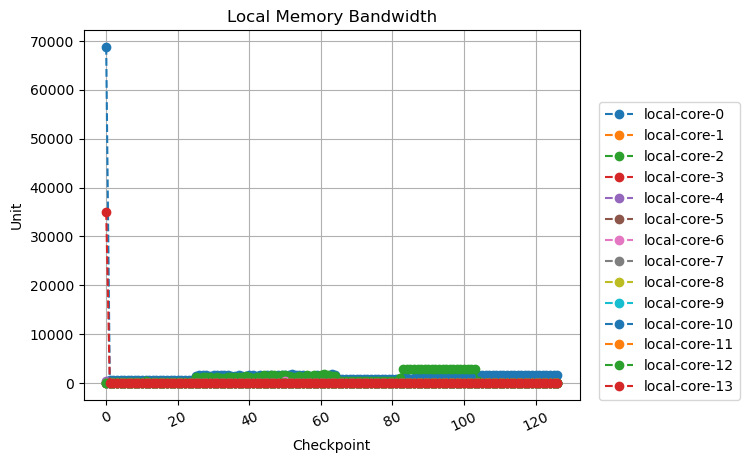 Local Memory Bandwidth
70000
60000
50000
40000
30000
20000
10000
0
Unit
0
20
40
60
80
100
120
Checkpoint
local-core-0
local-core-1
local-core-2
local-core-3
local-core-4
local-core-5
local-core-6
local-core-7
local-core-8
local-core-9
local-core-10
local-core-11
local-core-12
local-core-13